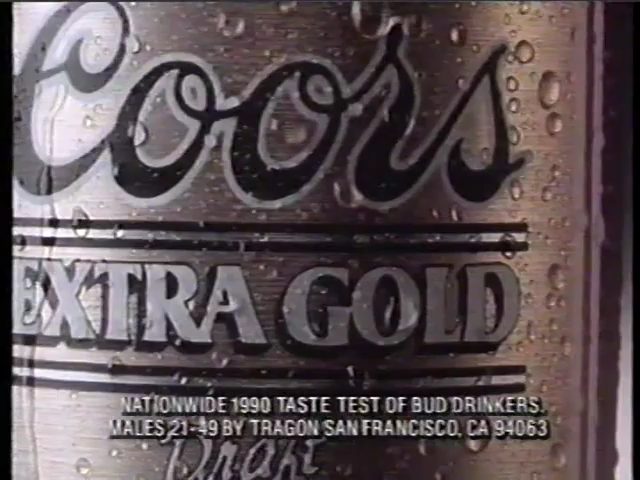 Coors
EXTRA GOLD
NATIONWIDE 1990 TASTE TEST OF BUD DRINKERS.
MALES 21-49 BY TRAGON SAN FRANCISCO, CA 94063
Draft